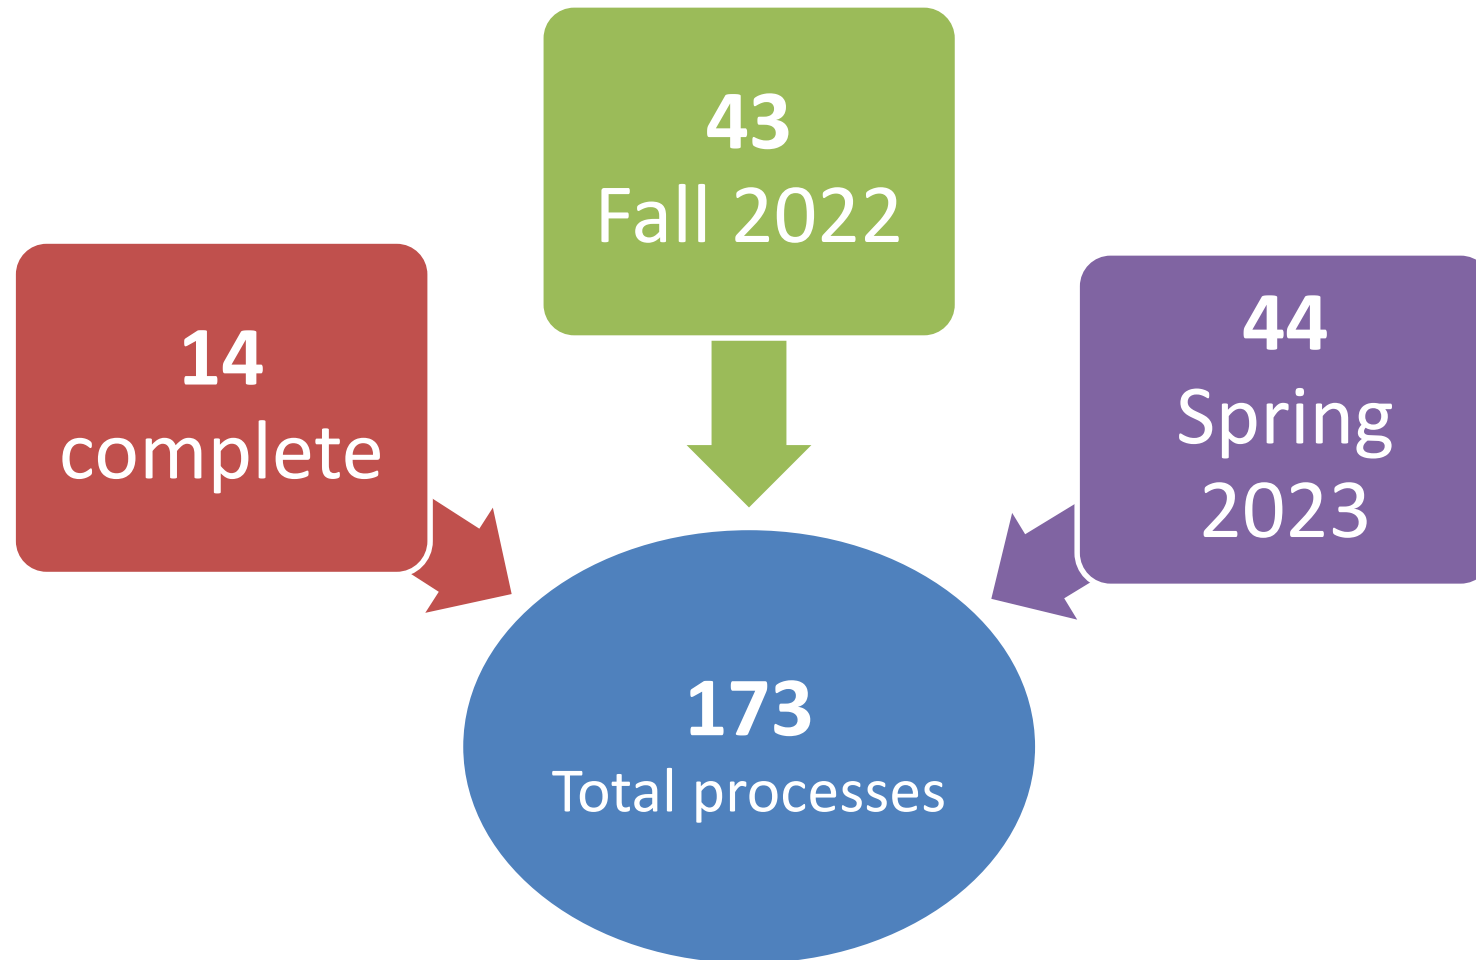 43
Fall 2022
14
complete
44
Spring
2023
173
Total processes